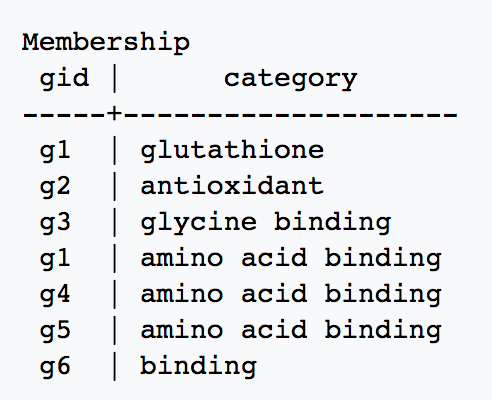 Membership
gid | category
-----+--------------------
g1 | glutathione
g2 | antioxidant
g3 | glycine binding
g1 | amino acid binding
g4 | amino acid binding
g5 | amino acid binding
g6 | binding